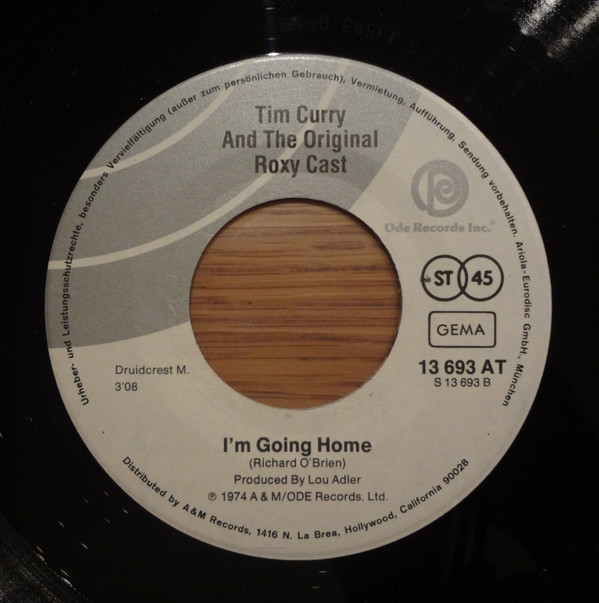 Urheber- und Leistungsschutzrechte, besonders Vervielfältigung (außer zum persönlichen Gebrauch), Vermietung, Aufführung, Sendung vorbehalten. Ariola-Eurodisc GmbH., München
Tim Curry
And The Original
Roxy Cast
Ode Records Inc.®
ST 45
GEMA
13 693 AT
S 13 693 B
Druidcrest M.
3'08
I'm Going Home
(Richard O'Brien)
Produced By Lou Adler
℗ 1974 A & M/ODE Records. Ltd.
Distributed by A&M Records, 1416 N. La Brea, Hollywood, California 90028